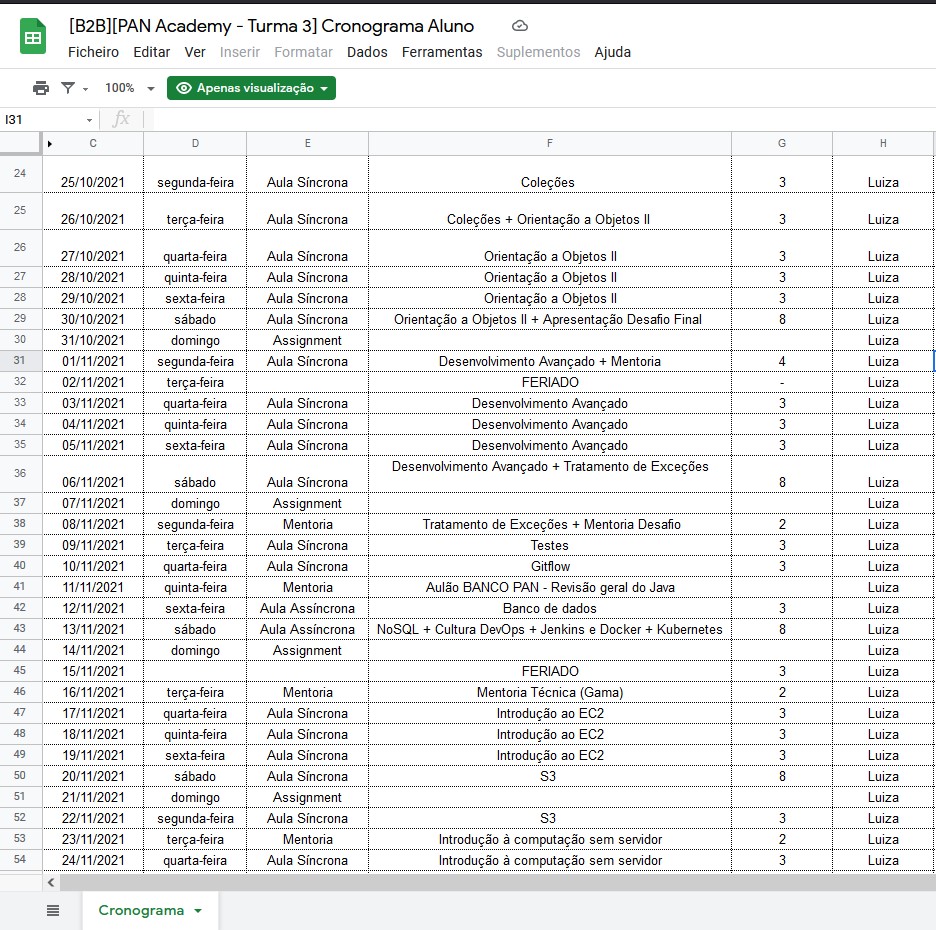 [B2B][PAN Academy - Turma 3] Cronograma Aluno
Ficheiro Editar Ver Inserir Formatar Dados Ferramentas Suplementos Ajuda
100% Apenas visualização
I31 fx
C D E F G H
24 25/10/2021 segunda-feira Aula Síncrona Coleções 3 Luiza
25 26/10/2021 terça-feira Aula Síncrona Coleções + Orientação a Objetos II 3 Luiza
26 27/10/2021 quarta-feira Aula Síncrona Orientação a Objetos II 3 Luiza
27 28/10/2021 quinta-feira Aula Síncrona Orientação a Objetos II 3 Luiza
28 29/10/2021 sexta-feira Aula Síncrona Orientação a Objetos II 3 Luiza
29 30/10/2021 sábado Aula Síncrona Orientação a Objetos II + Apresentação Desafio Final 8 Luiza
30 31/10/2021 domingo Assignment Luiza
31 01/11/2021 segunda-feira Aula Síncrona Desenvolvimento Avançado + Mentoria 4 Luiza
32 02/11/2021 terça-feira FERIADO - Luiza
33 03/11/2021 quarta-feira Aula Síncrona Desenvolvimento Avançado 3 Luiza
34 04/11/2021 quinta-feira Aula Síncrona Desenvolvimento Avançado 3 Luiza
35 05/11/2021 sexta-feira Aula Síncrona Desenvolvimento Avançado 3 Luiza
36 06/11/2021 sábado Aula Síncrona Desenvolvimento Avançado + Tratamento de Exceções 8 Luiza
37 07/11/2021 domingo Assignment Luiza
38 08/11/2021 segunda-feira Mentoria Tratamento de Exceções + Mentoria Desafio 2 Luiza
39 09/11/2021 terça-feira Aula Síncrona Testes 3 Luiza
40 10/11/2021 quarta-feira Aula Síncrona Gitflow 3 Luiza
41 11/11/2021 quinta-feira Mentoria Aulão BANCO PAN - Revisão geral do Java Luiza
42 12/11/2021 sexta-feira Aula Assíncrona Banco de dados 3 Luiza
43 13/11/2021 sábado Aula Assíncrona NoSQL + Cultura DevOps + Jenkins e Docker + Kubernetes 8 Luiza
44 14/11/2021 domingo Assignment Luiza
45 15/11/2021 FERIADO 3 Luiza
46 16/11/2021 terça-feira Mentoria Mentoria Técnica (Gama) 2 Luiza
47 17/11/2021 quarta-feira Aula Síncrona Introdução ao EC2 3 Luiza
48 18/11/2021 quinta-feira Aula Síncrona Introdução ao EC2 3 Luiza
49 19/11/2021 sexta-feira Aula Síncrona Introdução ao EC2 3 Luiza
50 20/11/2021 sábado Aula Síncrona S3 8 Luiza
51 21/11/2021 domingo Assignment Luiza
52 22/11/2021 segunda-feira Aula Síncrona S3 3 Luiza
53 23/11/2021 terça-feira Mentoria Introdução à computação sem servidor 2 Luiza
54 24/11/2021 quarta-feira Aula Síncrona Introdução à computação sem servidor 3 Luiza
Cronograma